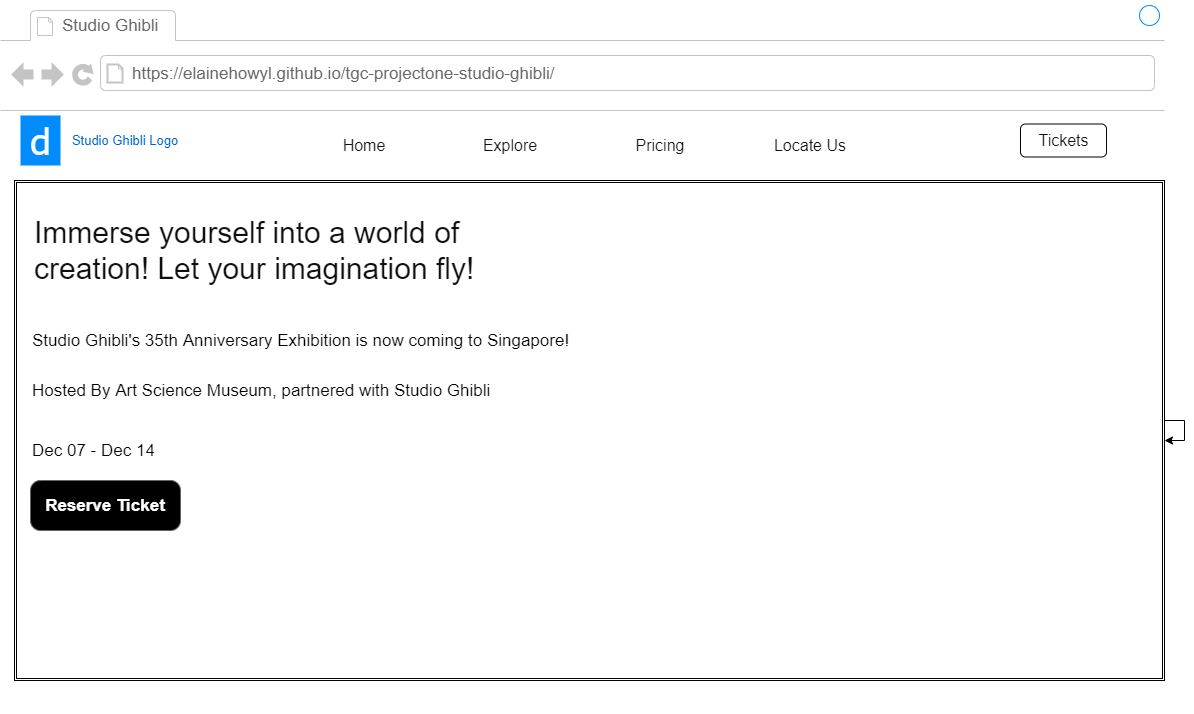 Studio Ghibli
https://elainehowyl.github.io/tgc-projectone-studio-ghibli/
d
Studio Ghibli Logo
Home
Explore
Pricing
Locate Us
Tickets
Immerse yourself into a world of
creation! Let your imagination fly!
Studio Ghibli's 35th Anniversary Exhibition is now coming to Singapore!
Hosted By Art Science Museum, partnered with Studio Ghibli
Dec 07 - Dec 14
Reserve Ticket